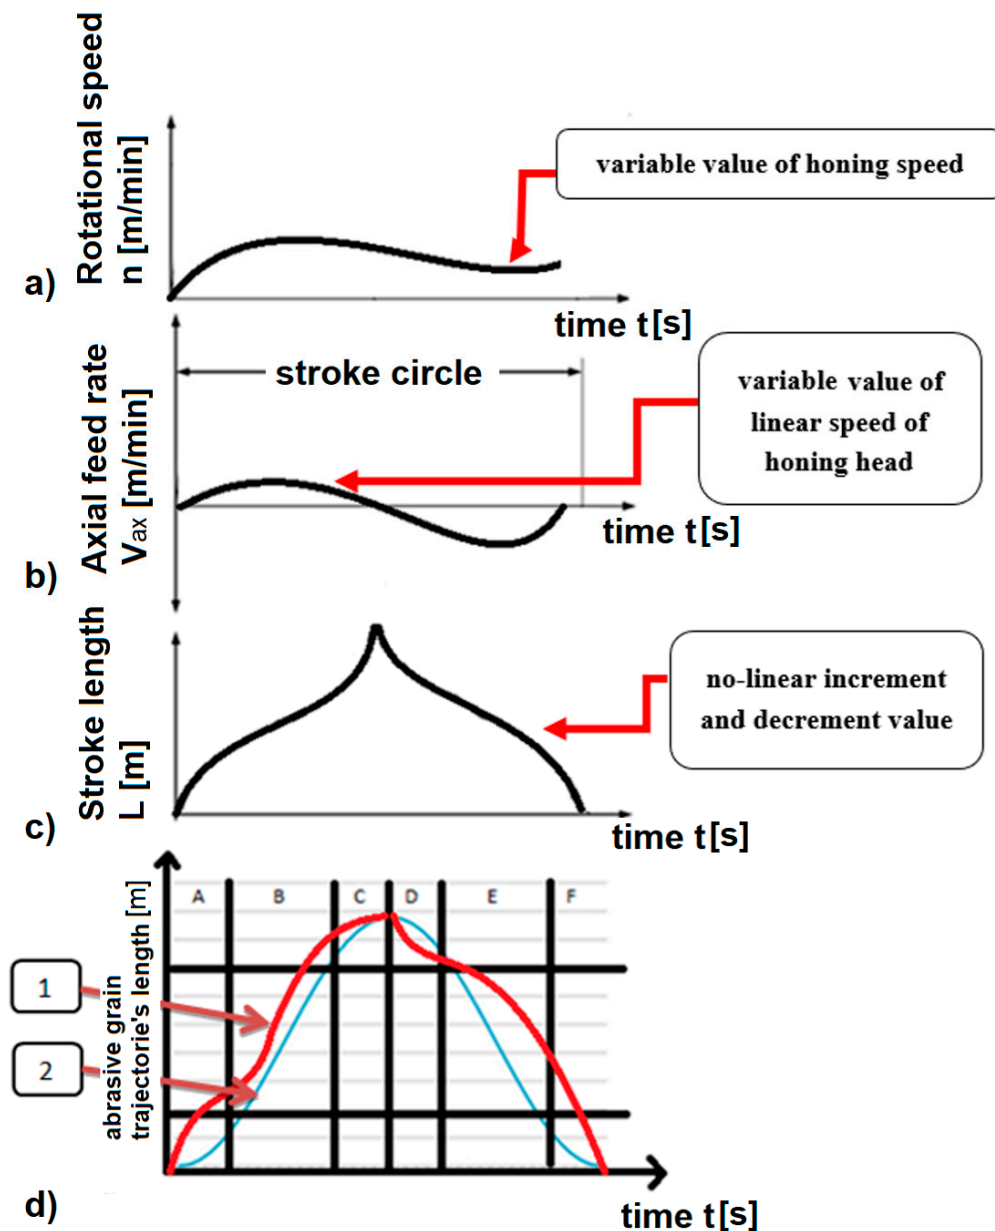 Rotational speed
n [m/min]
variable value of honing speed
a)
time t[s]
Axial feed rate
Vax [m/min]
stroke circle
variable value of
linear speed of
honing head
time t[s]
b)
Stroke length
L [m]
no-linear increment
and decrement value
c)
time t[s]
abrasive grain
trajectorie's length [m]
A B C D E F
1
2
d)
time t[s]